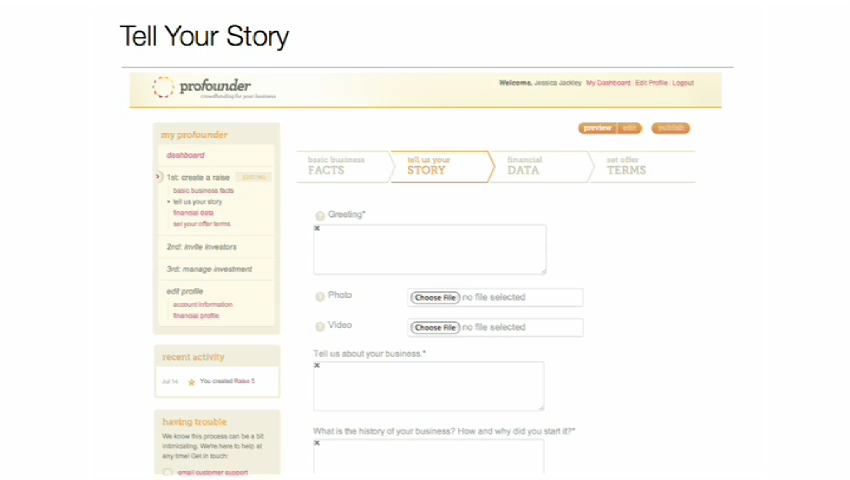 Tell Your Story
profounder
crowdfunding for your business
Welcome, Jessica Jackley My Dashboard Edit Profile Logout
preview edit publish
my profounder
dashboard
1st: create a raise
basic business facts
tell us your story
financial data
set your offer terms
2nd: invite investors
3rd: manage investment
edit profile
account information
financial profile
recent activity
Jul 14 You created Raise 5
having trouble
We know this process can be a bit
intimidating. We're here to help at
any time! Get in touch:
email customer support
basic business FACTS
tell us your STORY
financial DATA
set offer TERMS
Greeting*
Photo Choose File no file selected
Video Choose File no file selected
Tell us about your business.*
What is the history of your business? How and why did you start it?*